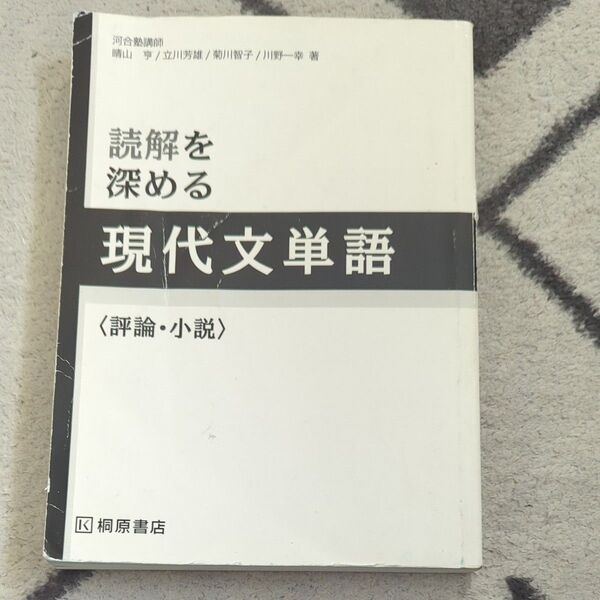 河合塾講師
晴山 亨/立川芳雄/菊川智子/川野一幸 著
読解を
深める
現代文単語
〈評論・小説〉
K 桐原書店